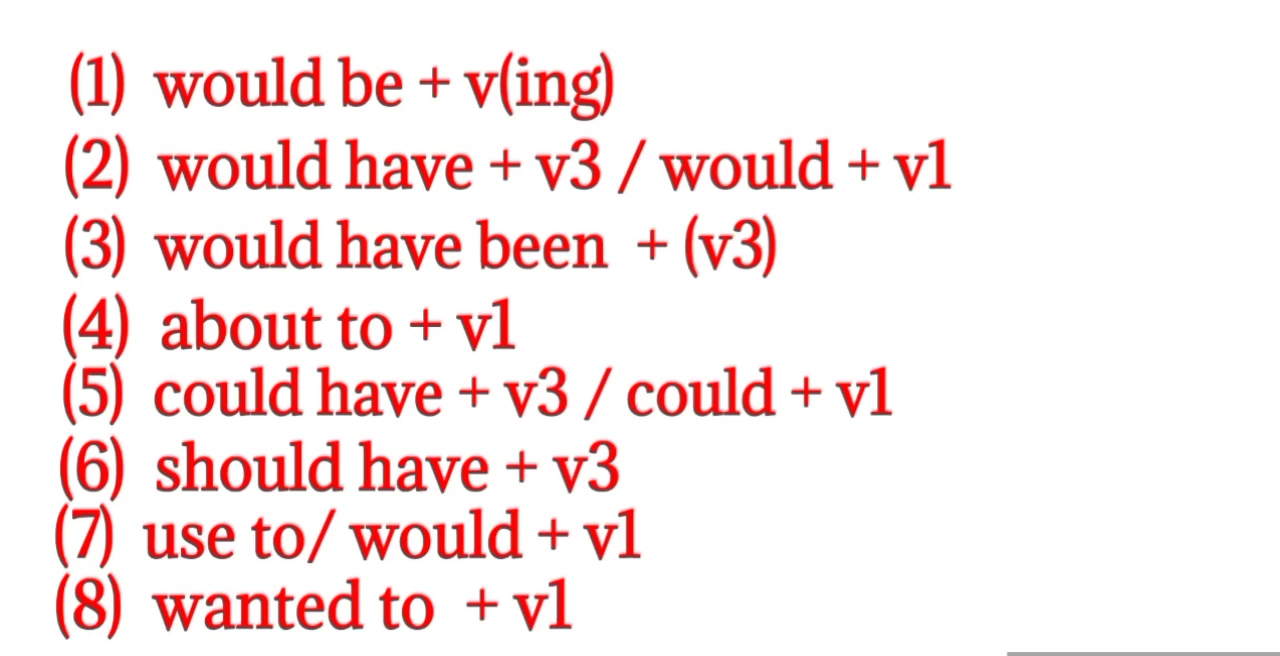 (1) would be + v(ing)
(2) would have + v3 / would + v1
(3) would have been + (v3)
(4) about to + v1
(5) could have + v3 / could + v1
(6) should have + v3
(7) use to/ would + v1
(8) wanted to + v1